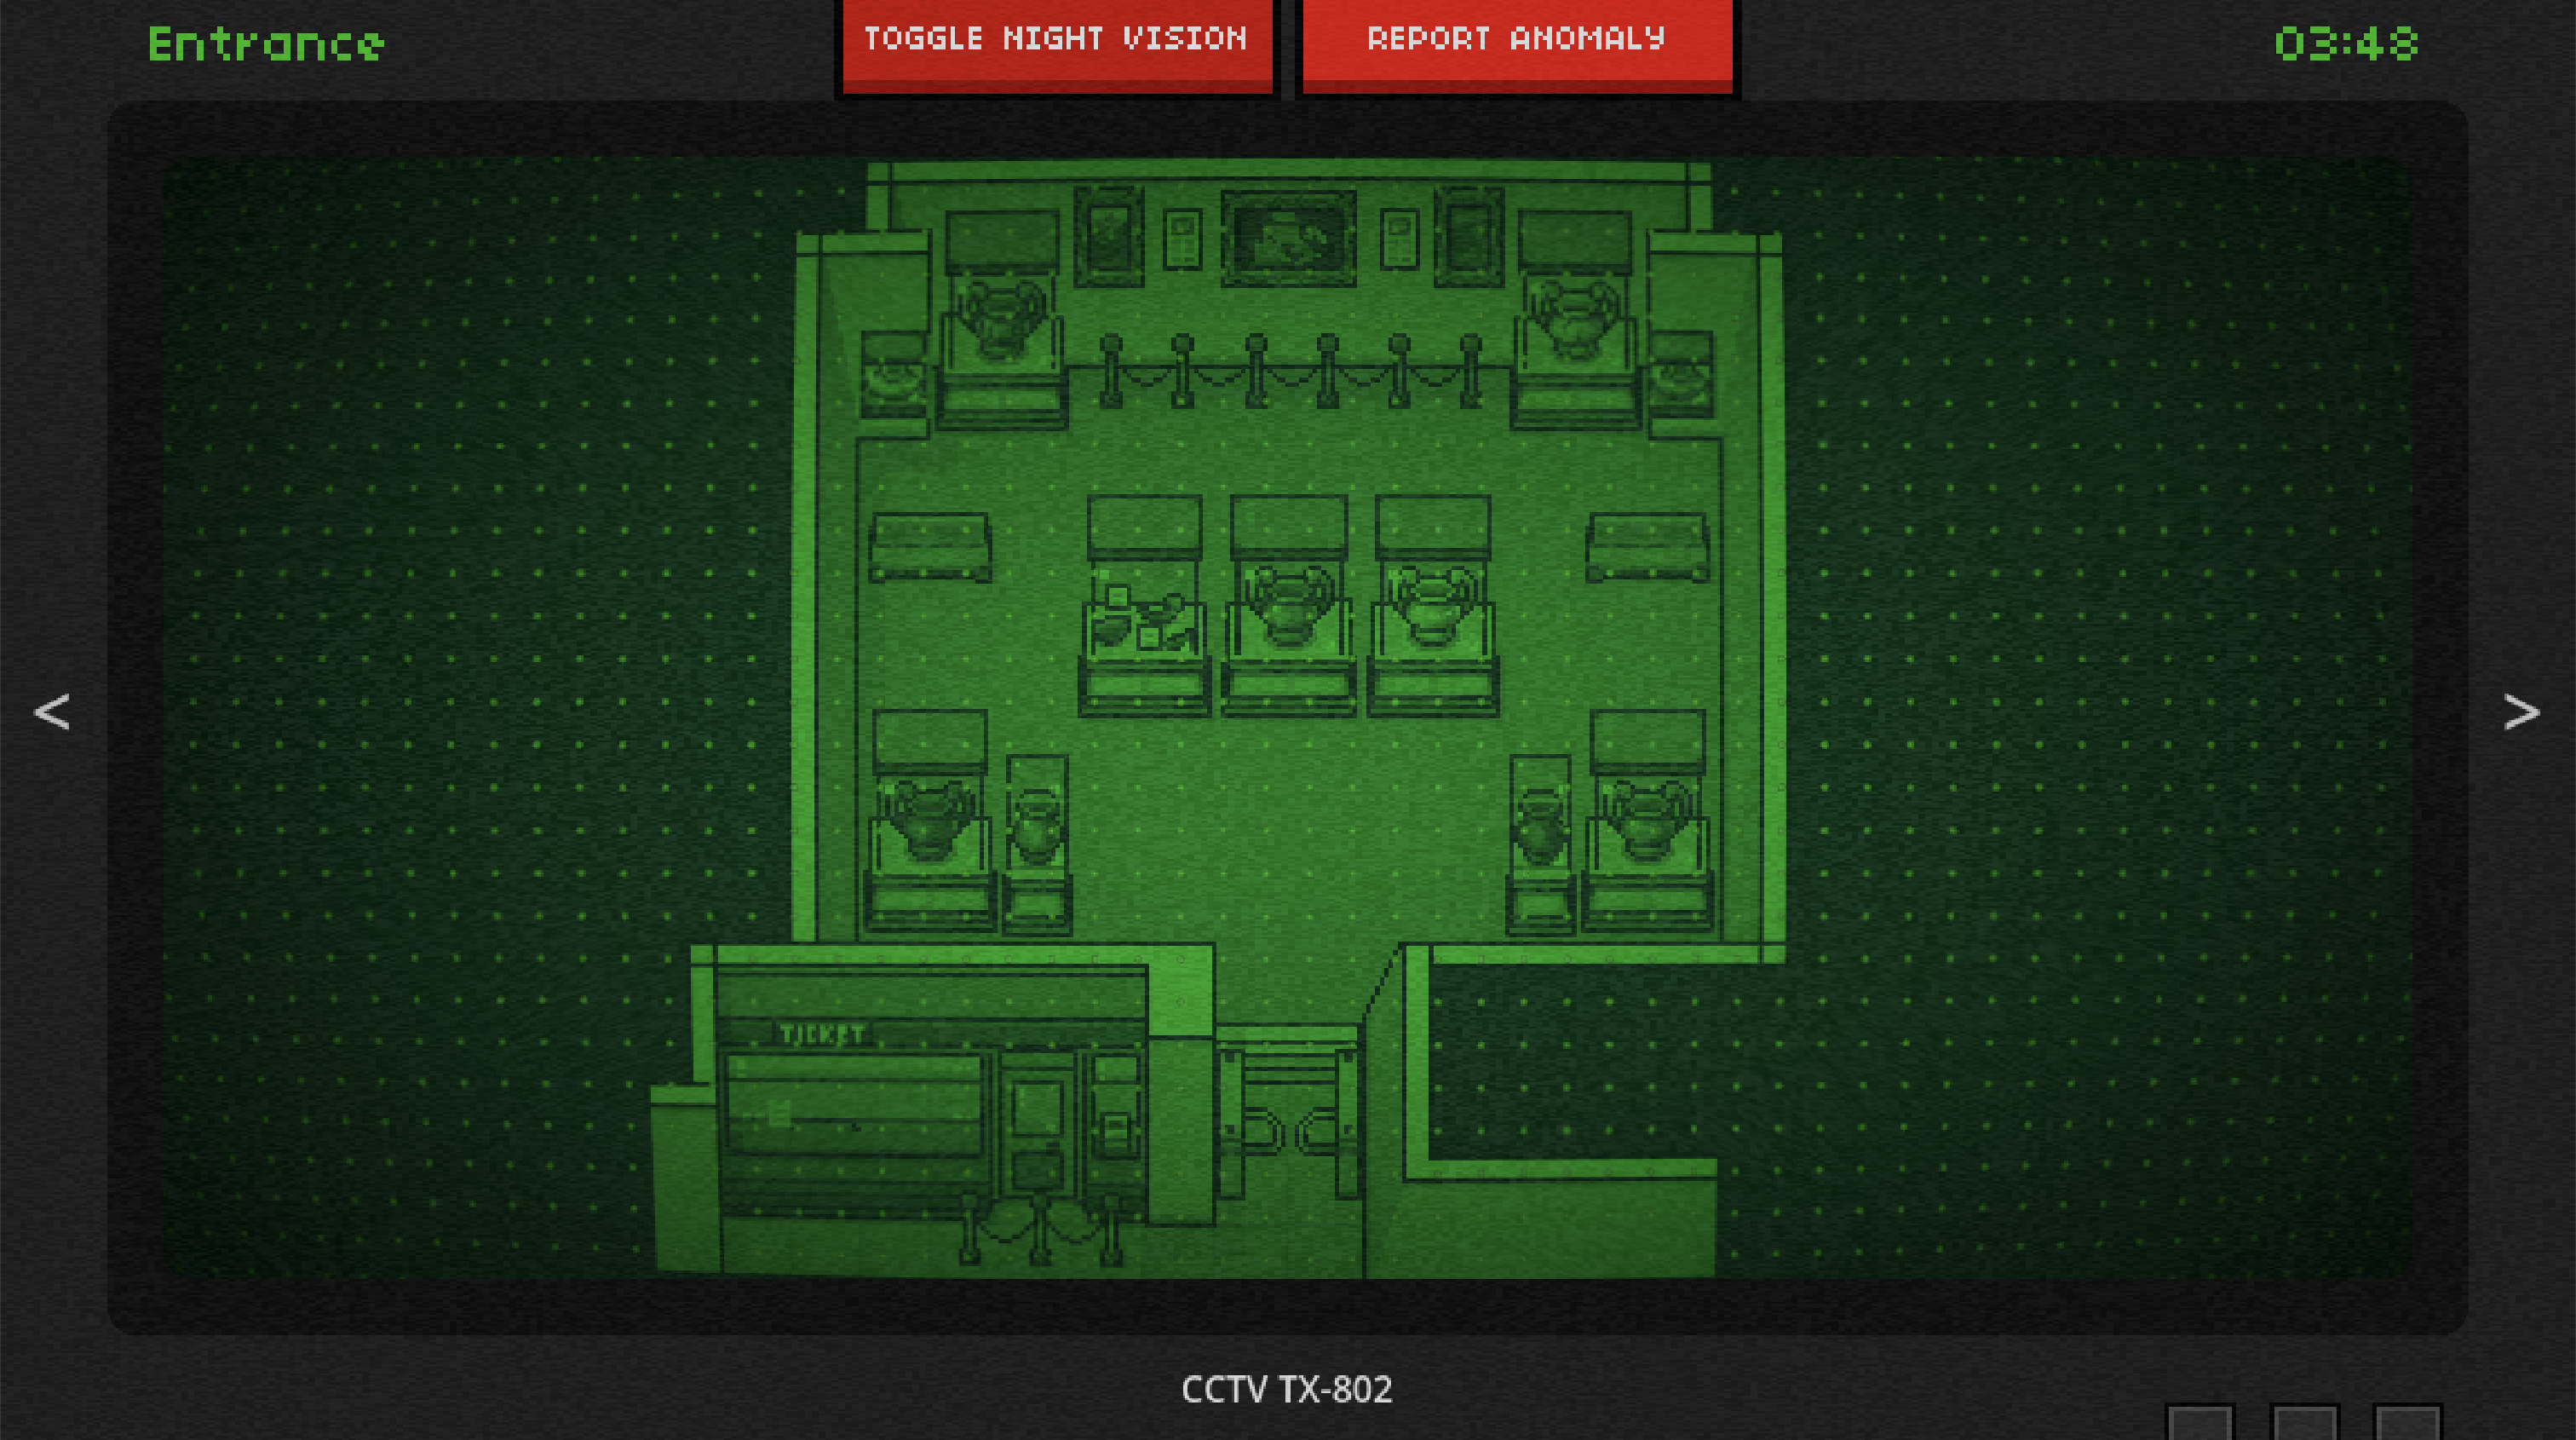 Entrance
TOGGLE NIGHT VISION
REPORT ANOMALY
03:48
<
>
TICKET
CCTV TX-802